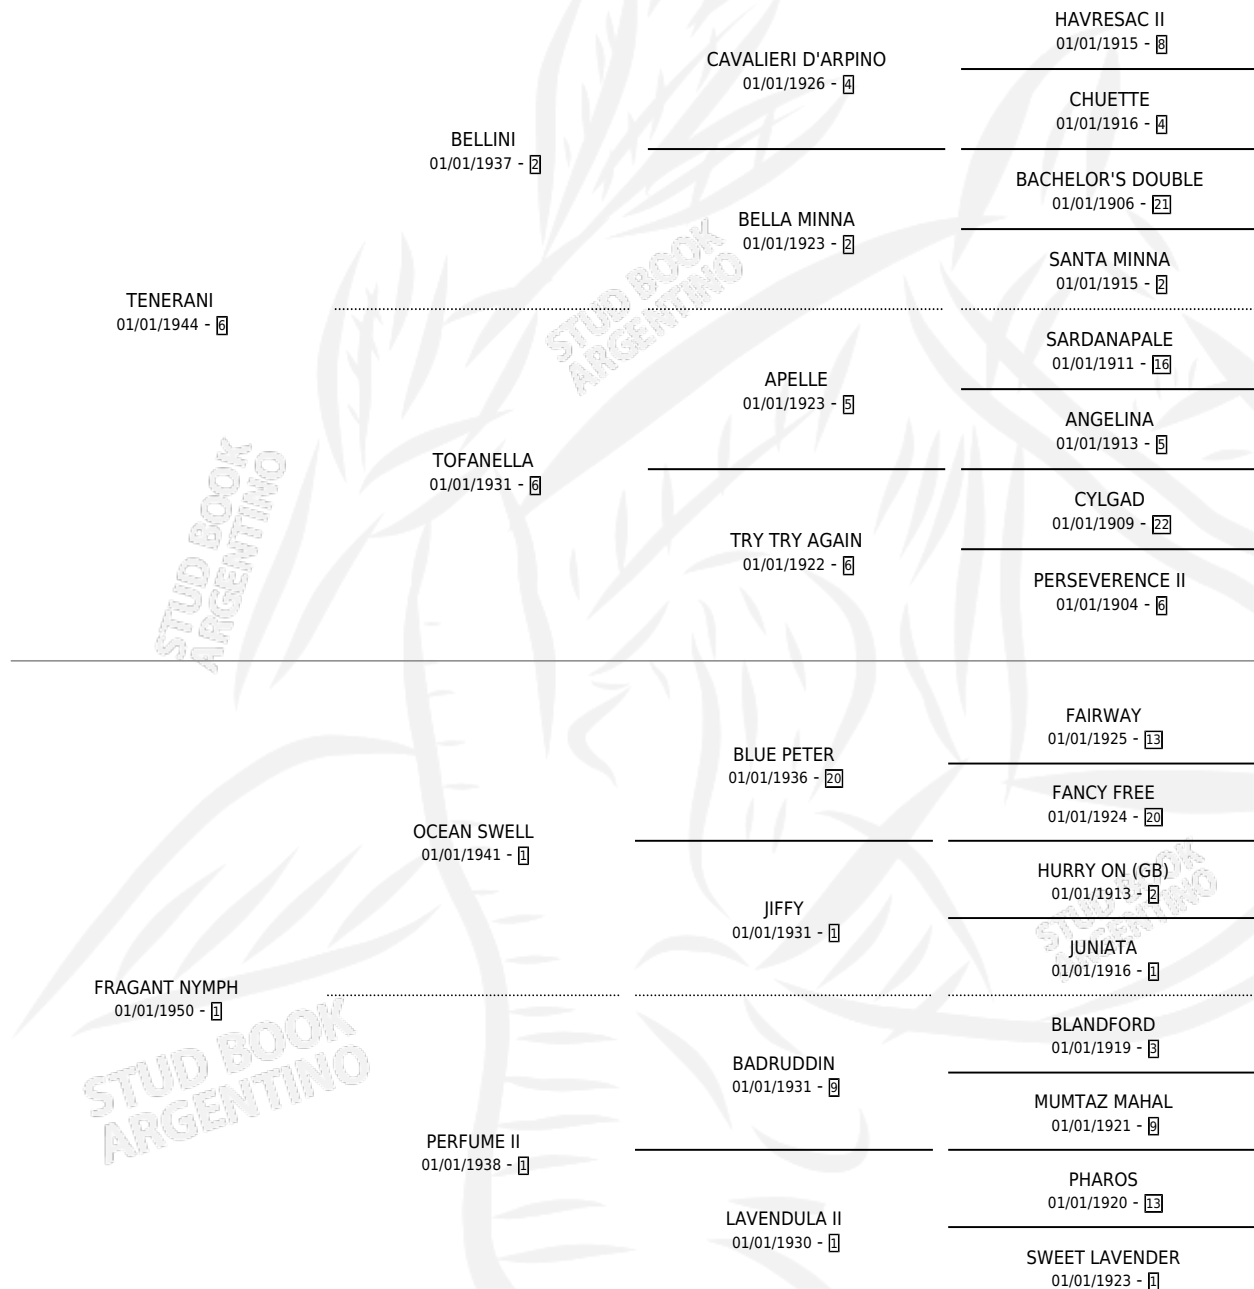 HAVRESAC II
01/01/1915 - 8
CAVALIERI D'ARPINO
01/01/1926 - 4
CHUETTE
01/01/1916 - 4
BELLINI
01/01/1937 - 2
BACHELOR'S DOUBLE
01/01/1906 - 21
BELLA MINNA
01/01/1923 - 2
SANTA MINNA
01/01/1915 - 2
TENERANI
01/01/1944 - 6
STUD BOOK
ARGENTINO
SARDANAPALE
01/01/1911 - 16
APELLE
01/01/1923 - 5
ANGELINA
01/01/1913 - 5
TOFANELLA
01/01/1931 - 6
CYLGAD
01/01/1909 - 22
TRY TRY AGAIN
01/01/1922 - 6
PERSEVERENCE II
01/01/1904 - 6
STUD BOOK
ARGENTINO
FAIRWAY
01/01/1925 - 13
BLUE PETER
01/01/1936 - 20
FANCY FREE
01/01/1924 - 20
OCEAN SWELL
01/01/1941 - 1
HURRY ON (GB)
01/01/1913 - 2
STUD BOOK
ARGENTINO
JIFFY
01/01/1931 - 1
JUNIATA
01/01/1916 - 1
FRAGANT NYMPH
01/01/1950 - 1
STUD BOOK
ARGENTINO
BLANDFORD
01/01/1919 - 3
BADRUDDIN
01/01/1931 - 9
MUMTAZ MAHAL
01/01/1921 - 9
PERFUME II
01/01/1938 - 1
PHAROS
01/01/1920 - 13
LAVENDULA II
01/01/1930 - 1
SWEET LAVENDER
01/01/1923 - 1